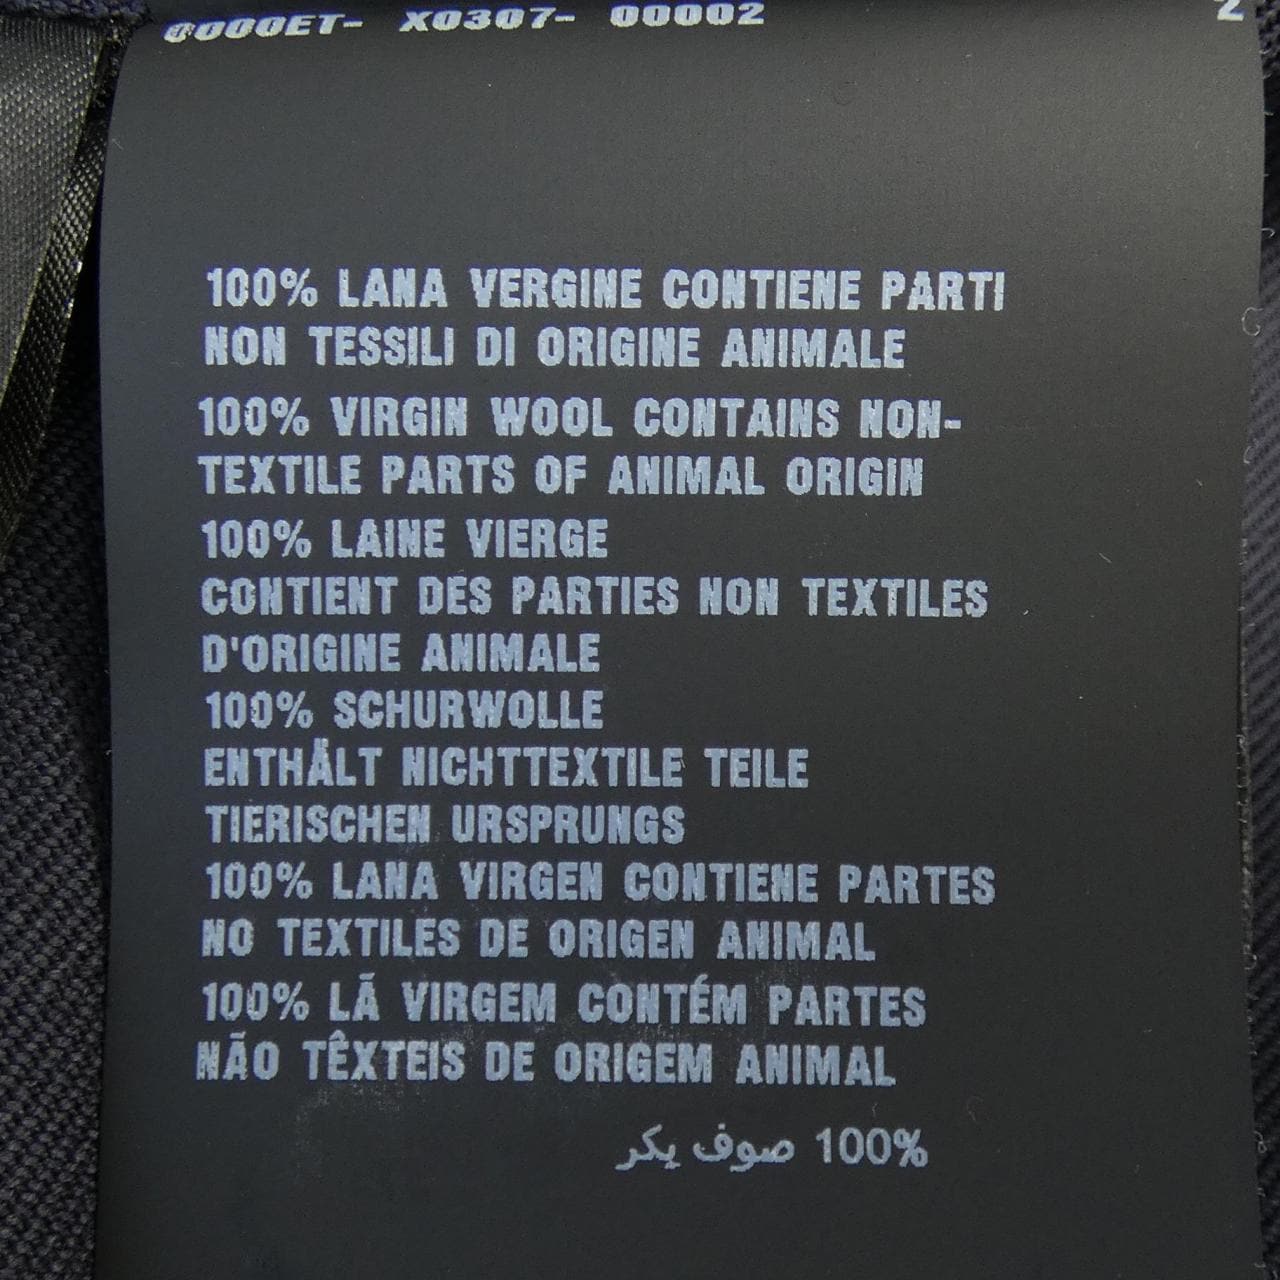 0000ET- X0307- 00002 2
100% LANA VERGINE CONTIENE PARTI
NON TESSILI DI ORIGINE ANIMALE
100% VIRGIN WOOL CONTAINS NON-
TEXTILE PARTS OF ANIMAL ORIGIN
100% LAINE VIERGE
CONTIENT DES PARTIES NON TEXTILES
D'ORIGINE ANIMALE
100% SCHURWOLLE
ENTHÄLT NICHTTEXTILE TEILE
TIERISCHEN URSPRUNGS
100% LANA VIRGEN CONTIENE PARTES
NO TEXTILES DE ORIGEN ANIMAL
100% LÃ VIRGEM CONTÉM PARTES
NÃO TÊXTEIS DE ORIGEM ANIMAL
100% صوف يكر